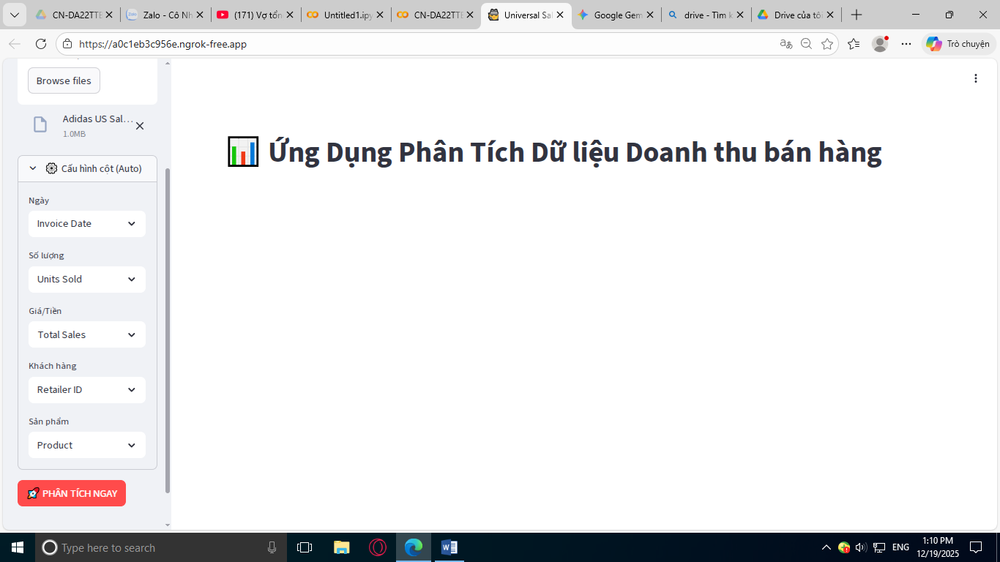 CN-DA22TTE
Zalo - Cô Nh
(171) Vợ tổn
Untitled1.ipy
CN-DA22TTE
Universal Sal
Google Gem
drive - Tìm k
Drive của tôi
https://a0c1eb3c956e.ngrok-free.app
Trò chuyện
Browse files
Adidas US Sal...
1.0MB
Cấu hình cột (Auto)
Ngày
Invoice Date
Số lượng
Units Sold
Giá/Tiền
Total Sales
Khách hàng
Retailer ID
Sản phẩm
Product
PHÂN TÍCH NGAY
Ứng Dụng Phân Tích Dữ liệu Doanh thu bán hàng
Type here to search
ENG
1:10 PM
12/19/2025